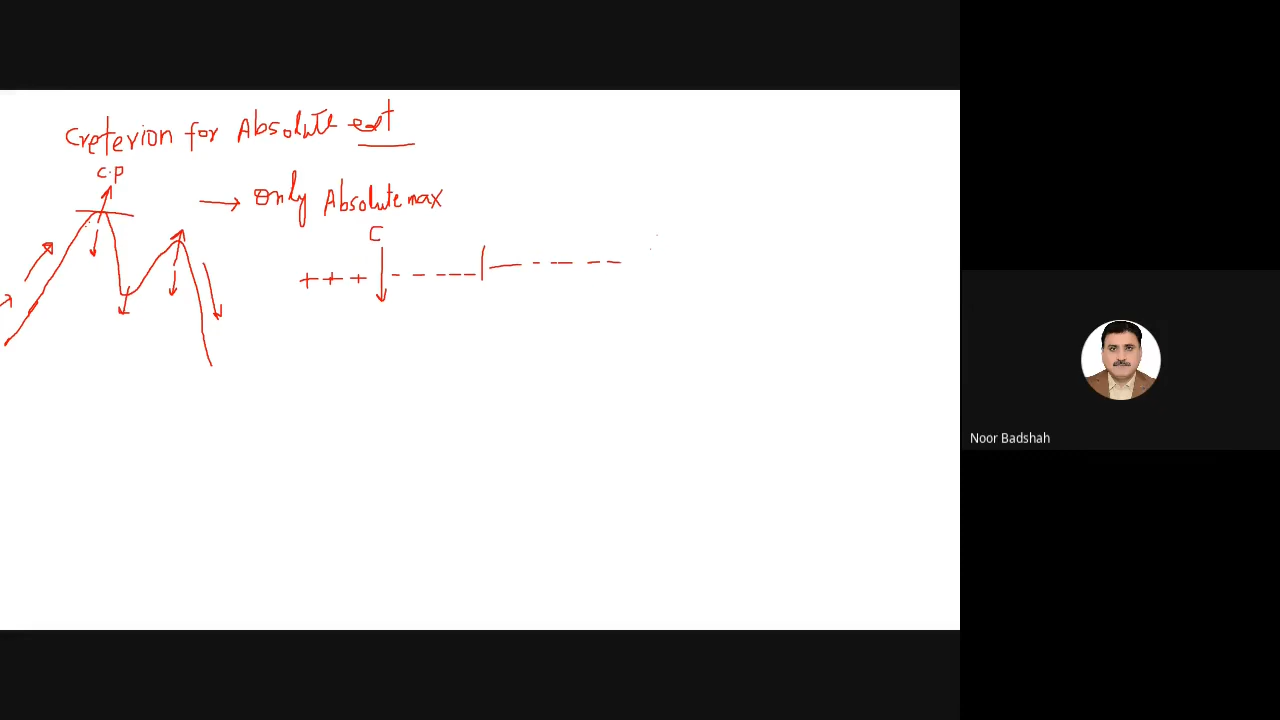 Creterion for Absolute ext
C.P
→ Only Absolute max
C
+ + + - - - - - - - - - - -
Noor Badshah